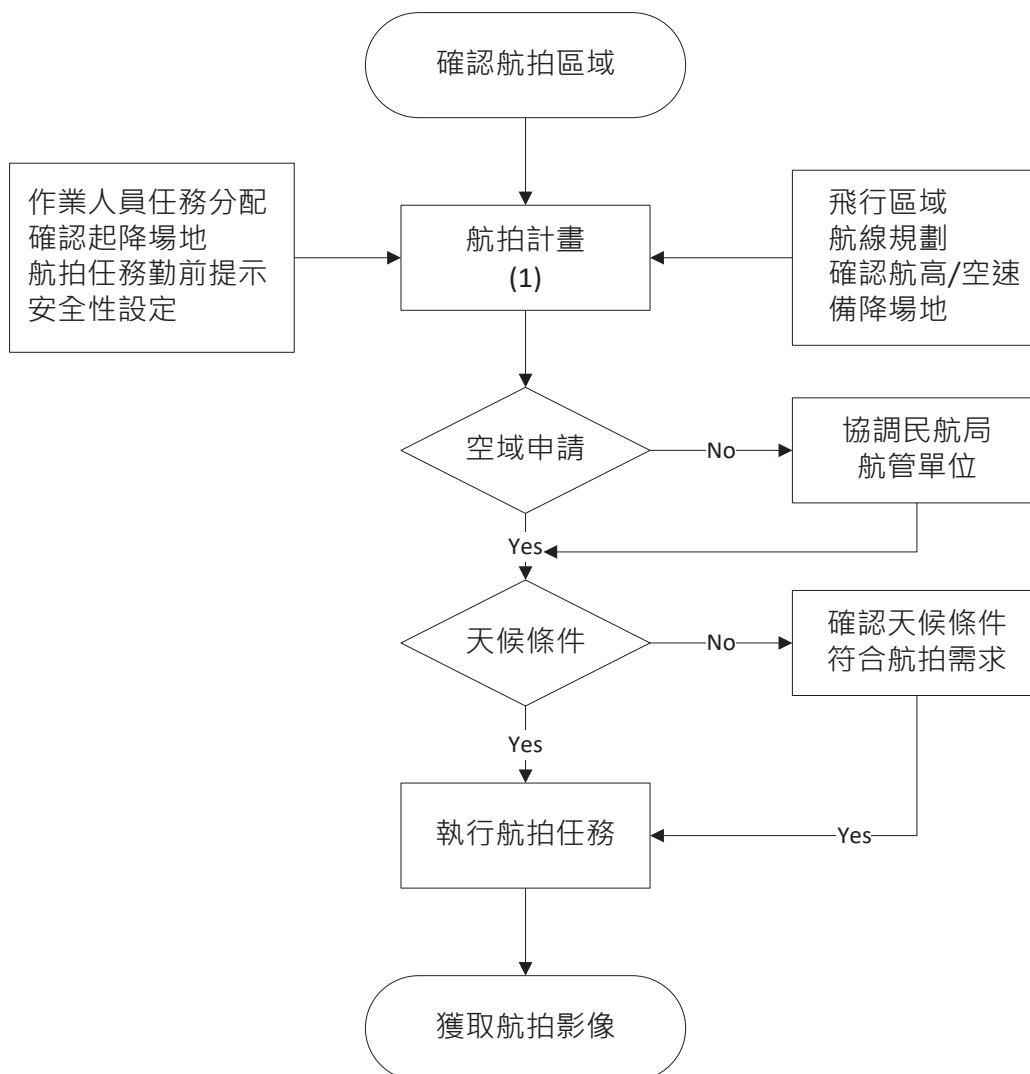 確認航拍區域
作業人員任務分配
確認起降場地
航拍任務勤前提示
安全性設定
航拍計畫
(1)
飛行區域
航線規劃
確認航高/空速
備降場地
空域申請
No
協調民航局
航管單位
Yes
天候條件
No
確認天候條件
符合航拍需求
Yes
執行航拍任務
Yes
獲取航拍影像